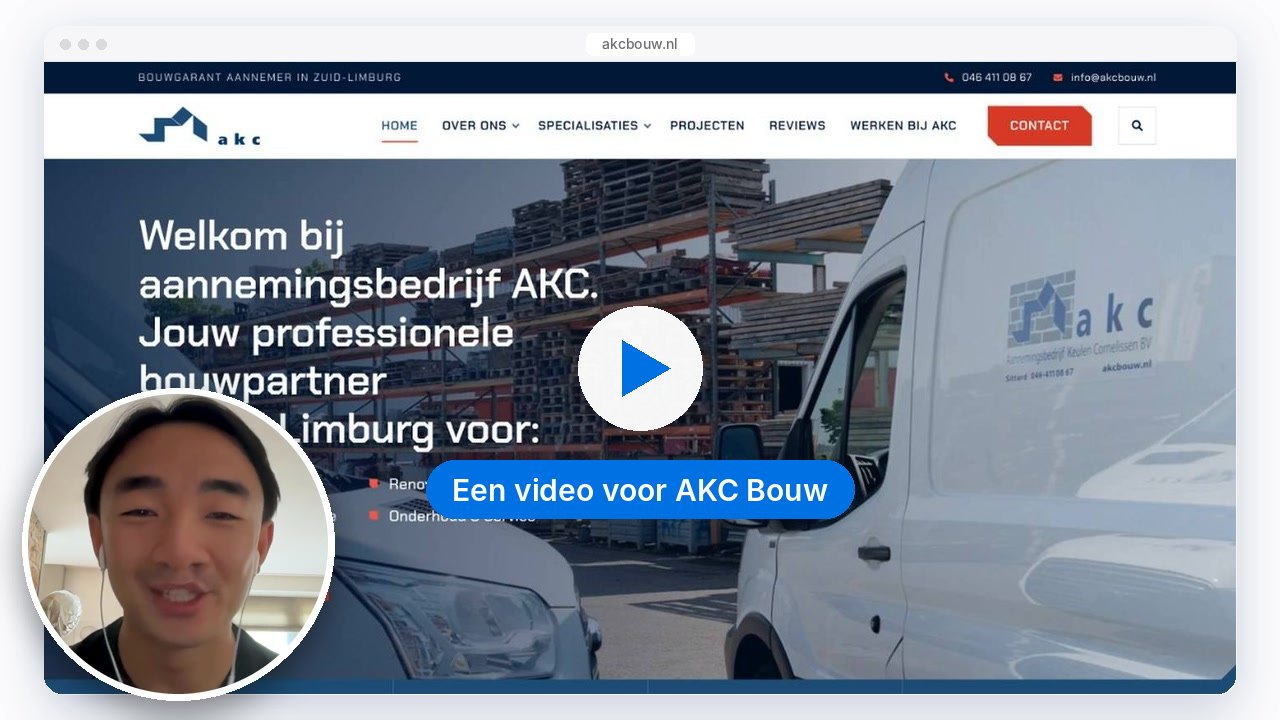 akcbouw.nl
BOUWGARANT AANNEMER IN ZUID-LIMBURG
046 411 08 67
info@akcbouw.nl
akc
HOME
OVER ONS
SPECIALISATIES
PROJECTEN
REVIEWS
WERKEN BIJ AKC
CONTACT
Welkom bij
aannemingsbedrijf AKC.
Jouw professionele
bouwpartner
Limburg voor:
akc
Aannemingsbedrijf Keulen Cornelissen BV
Sittard 046-411 08 67
akcbouw.nl
Een video voor AKC Bouw
Onderhoud & Service